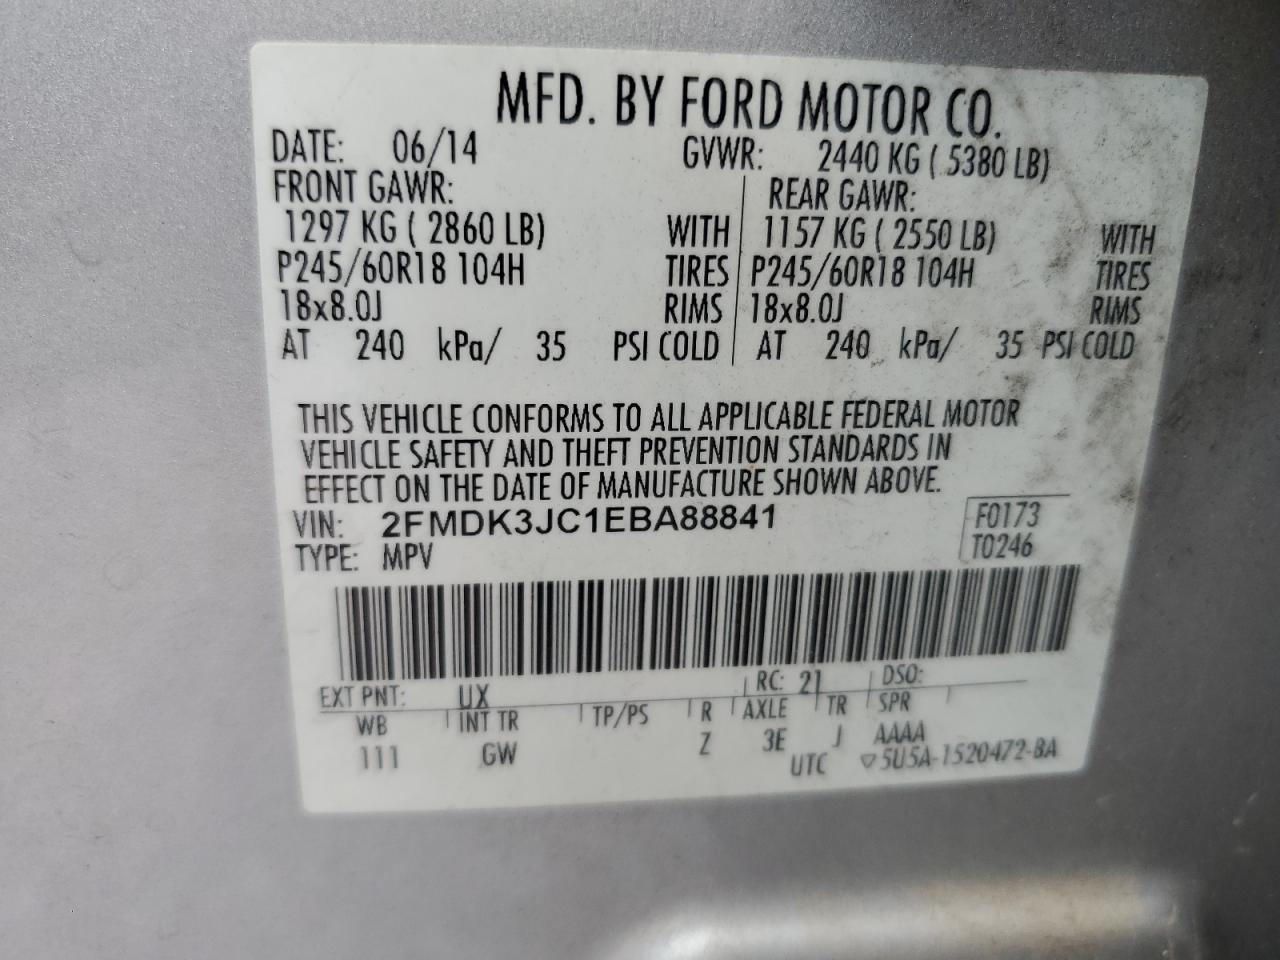 MFD. BY FORD MOTOR CO.
DATE: 06/14 GVWR: 2440 KG ( 5380 LB)
FRONT GAWR: REAR GAWR:
1297 KG ( 2860 LB) WITH 1157 KG ( 2550 LB) WITH
P245/60R18 104H TIRES P245/60R18 104H TIRES
18x8.0J RIMS 18x8.0J RIMS
AT 240 kPa/ 35 PSI COLD AT 240 kPa/ 35 PSI COLD
THIS VEHICLE CONFORMS TO ALL APPLICABLE FEDERAL MOTOR
VEHICLE SAFETY AND THEFT PREVENTION STANDARDS IN
EFFECT ON THE DATE OF MANUFACTURE SHOWN ABOVE.
VIN: 2FMDK3JC1EBA88841 F0173
TYPE: MPV T0246
EXT PNT: UX RC: 21 DSO:
WB INT TR TP/PS R AXLE TR SPR
111 GW Z 3E J AAAA
UTC ▽5U5A-1520472-BA